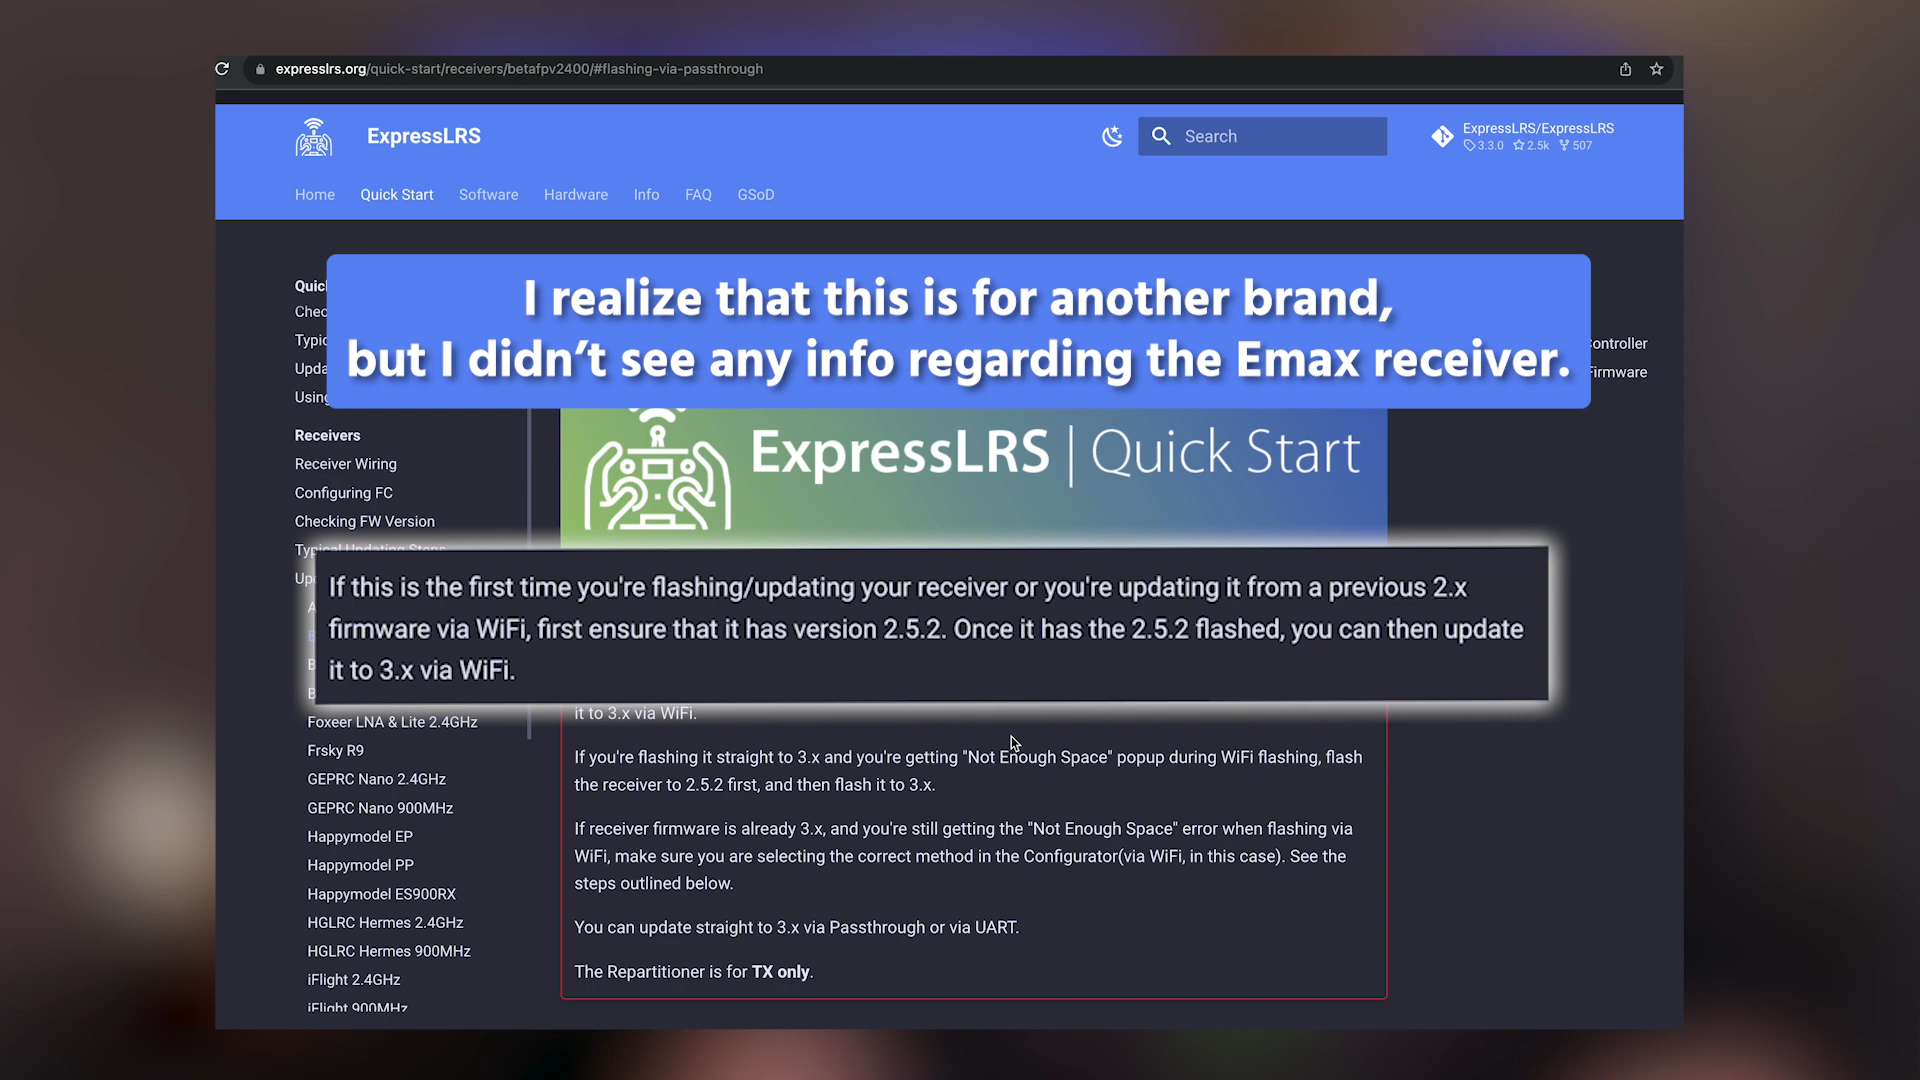 expresslrs.org/quick-start/receivers/betafpv2400/#flashing-via-passthrough
ExpressLRS
Search
ExpressLRS/ExpressLRS
3.3.0 2.5k 507
Home Quick Start Software Hardware Info FAQ GSoD
I realize that this is for another brand,
but I didn't see any info regarding the Emax receiver.
ontroller
irmware
Receivers
Receiver Wiring
Configuring FC
Checking FW Version
Typical Updating Steps
Foxeer LNA & Lite 2.4GHz
Frsky R9
GEPRC Nano 2.4GHz
GEPRC Nano 900MHz
Happymodel EP
Happymodel PP
Happymodel ES900RX
HGLRC Hermes 2.4GHz
HGLRC Hermes 900MHz
iFlight 2.4GHz
iFlight 900MHz
ExpressLRS | Quick Start
If this is the first time you're flashing/updating your receiver or you're updating it from a previous 2.x
firmware via WiFi, first ensure that it has version 2.5.2. Once it has the 2.5.2 flashed, you can then update
it to 3.x via WiFi.
it to 3.x via WiFi.
If you're flashing it straight to 3.x and you're getting "Not Enough Space" popup during WiFi flashing, flash
the receiver to 2.5.2 first, and then flash it to 3.x.
If receiver firmware is already 3.x, and you're still getting the "Not Enough Space" error when flashing via
WiFi, make sure you are selecting the correct method in the Configurator(via WiFi, in this case). See the
steps outlined below.
You can update straight to 3.x via Passthrough or via UART.
The Repartitioner is for TX only.